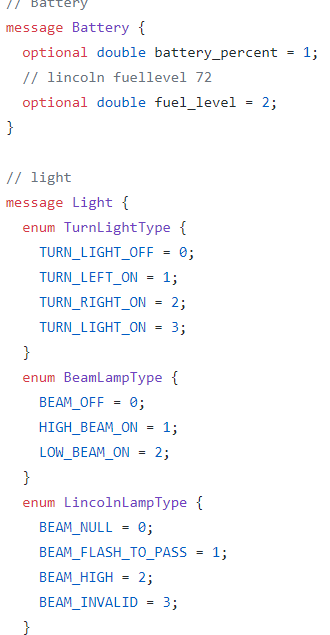 // Battery
message Battery {
  optional double battery_percent = 1;
  // lincoln fuellevel 72
  optional double fuel_level = 2;
}

// light
message Light {
  enum TurnLightType {
    TURN_LIGHT_OFF = 0;
    TURN_LEFT_ON = 1;
    TURN_RIGHT_ON = 2;
    TURN_LIGHT_ON = 3;
  }
  enum BeamLampType {
    BEAM_OFF = 0;
    HIGH_BEAM_ON = 1;
    LOW_BEAM_ON = 2;
  }
  enum LincolnLampType {
    BEAM_NULL = 0;
    BEAM_FLASH_TO_PASS = 1;
    BEAM_HIGH = 2;
    BEAM_INVALID = 3;
  }